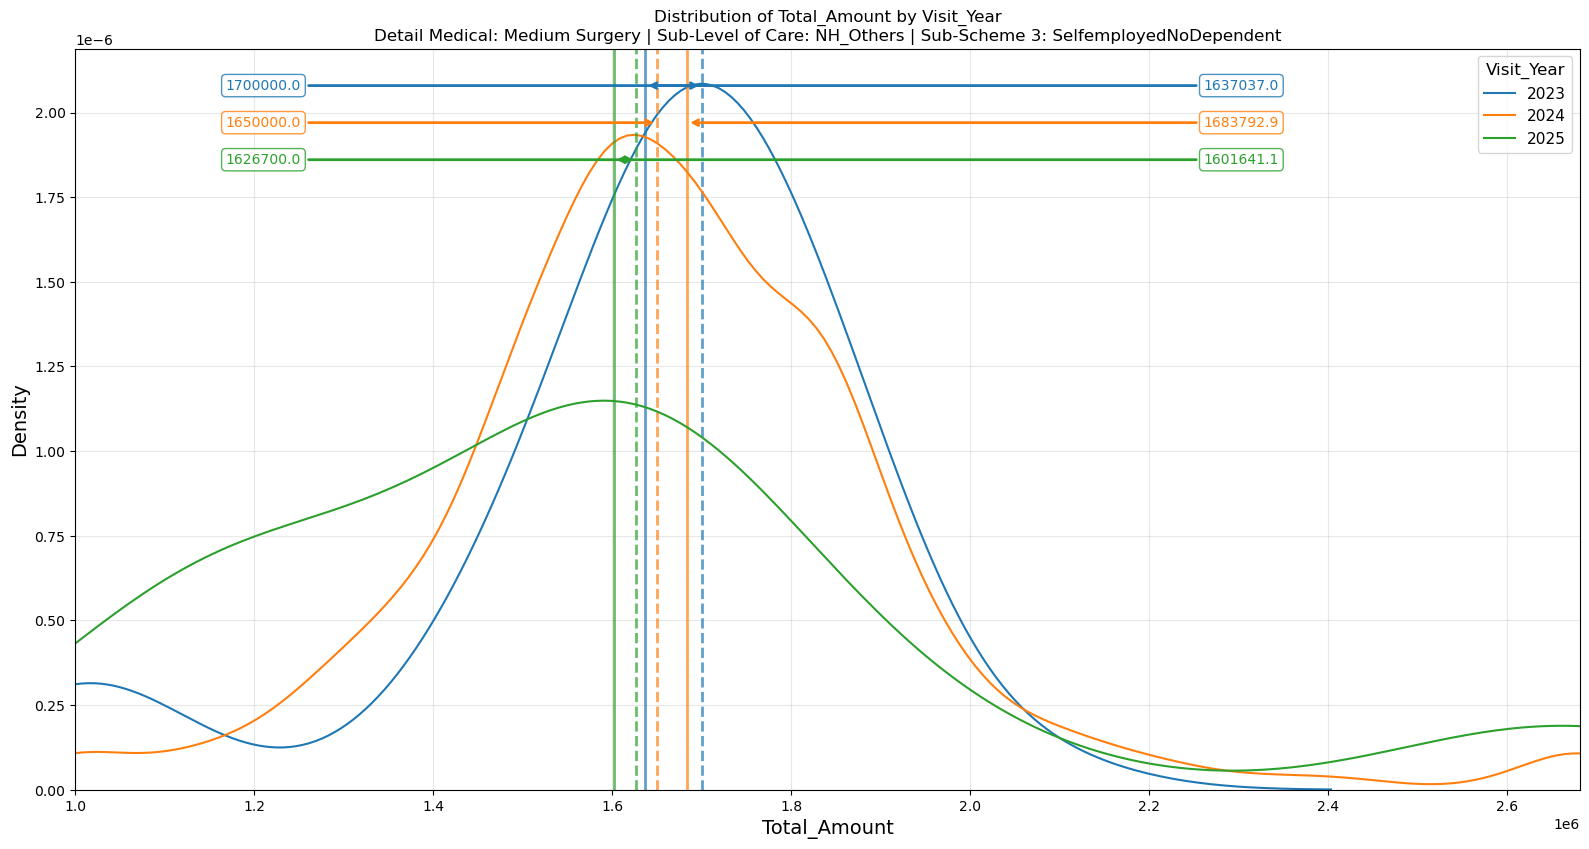 Distribution of Total_Amount by Visit_Year
Detail Medical: Medium Surgery | Sub-Level of Care: NH_Others | Sub-Scheme 3: SelfemployedNoDependent
1e−6
1700000.0
1637037.0
1650000.0
1683792.9
1626700.0
1601641.1
Visit_Year
2023
2024
2025
2.00
1.75
1.50
1.25
1.00
0.75
0.50
0.25
0.00
Density
1.0 1.2 1.4 1.6 1.8 2.0 2.2 2.4 2.6
1e6
Total_Amount